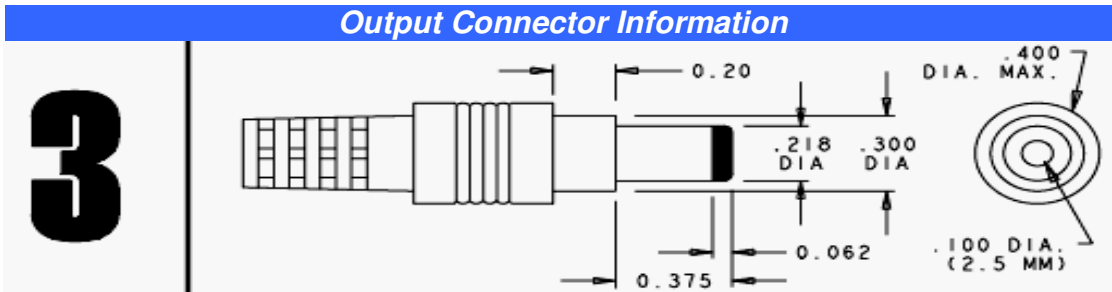 Output Connector Information
3
0.20
.400
DIA. MAX.
.218
DIA
.300
DIA
0.062
0.375
.100 DIA.
(2.5 MM)